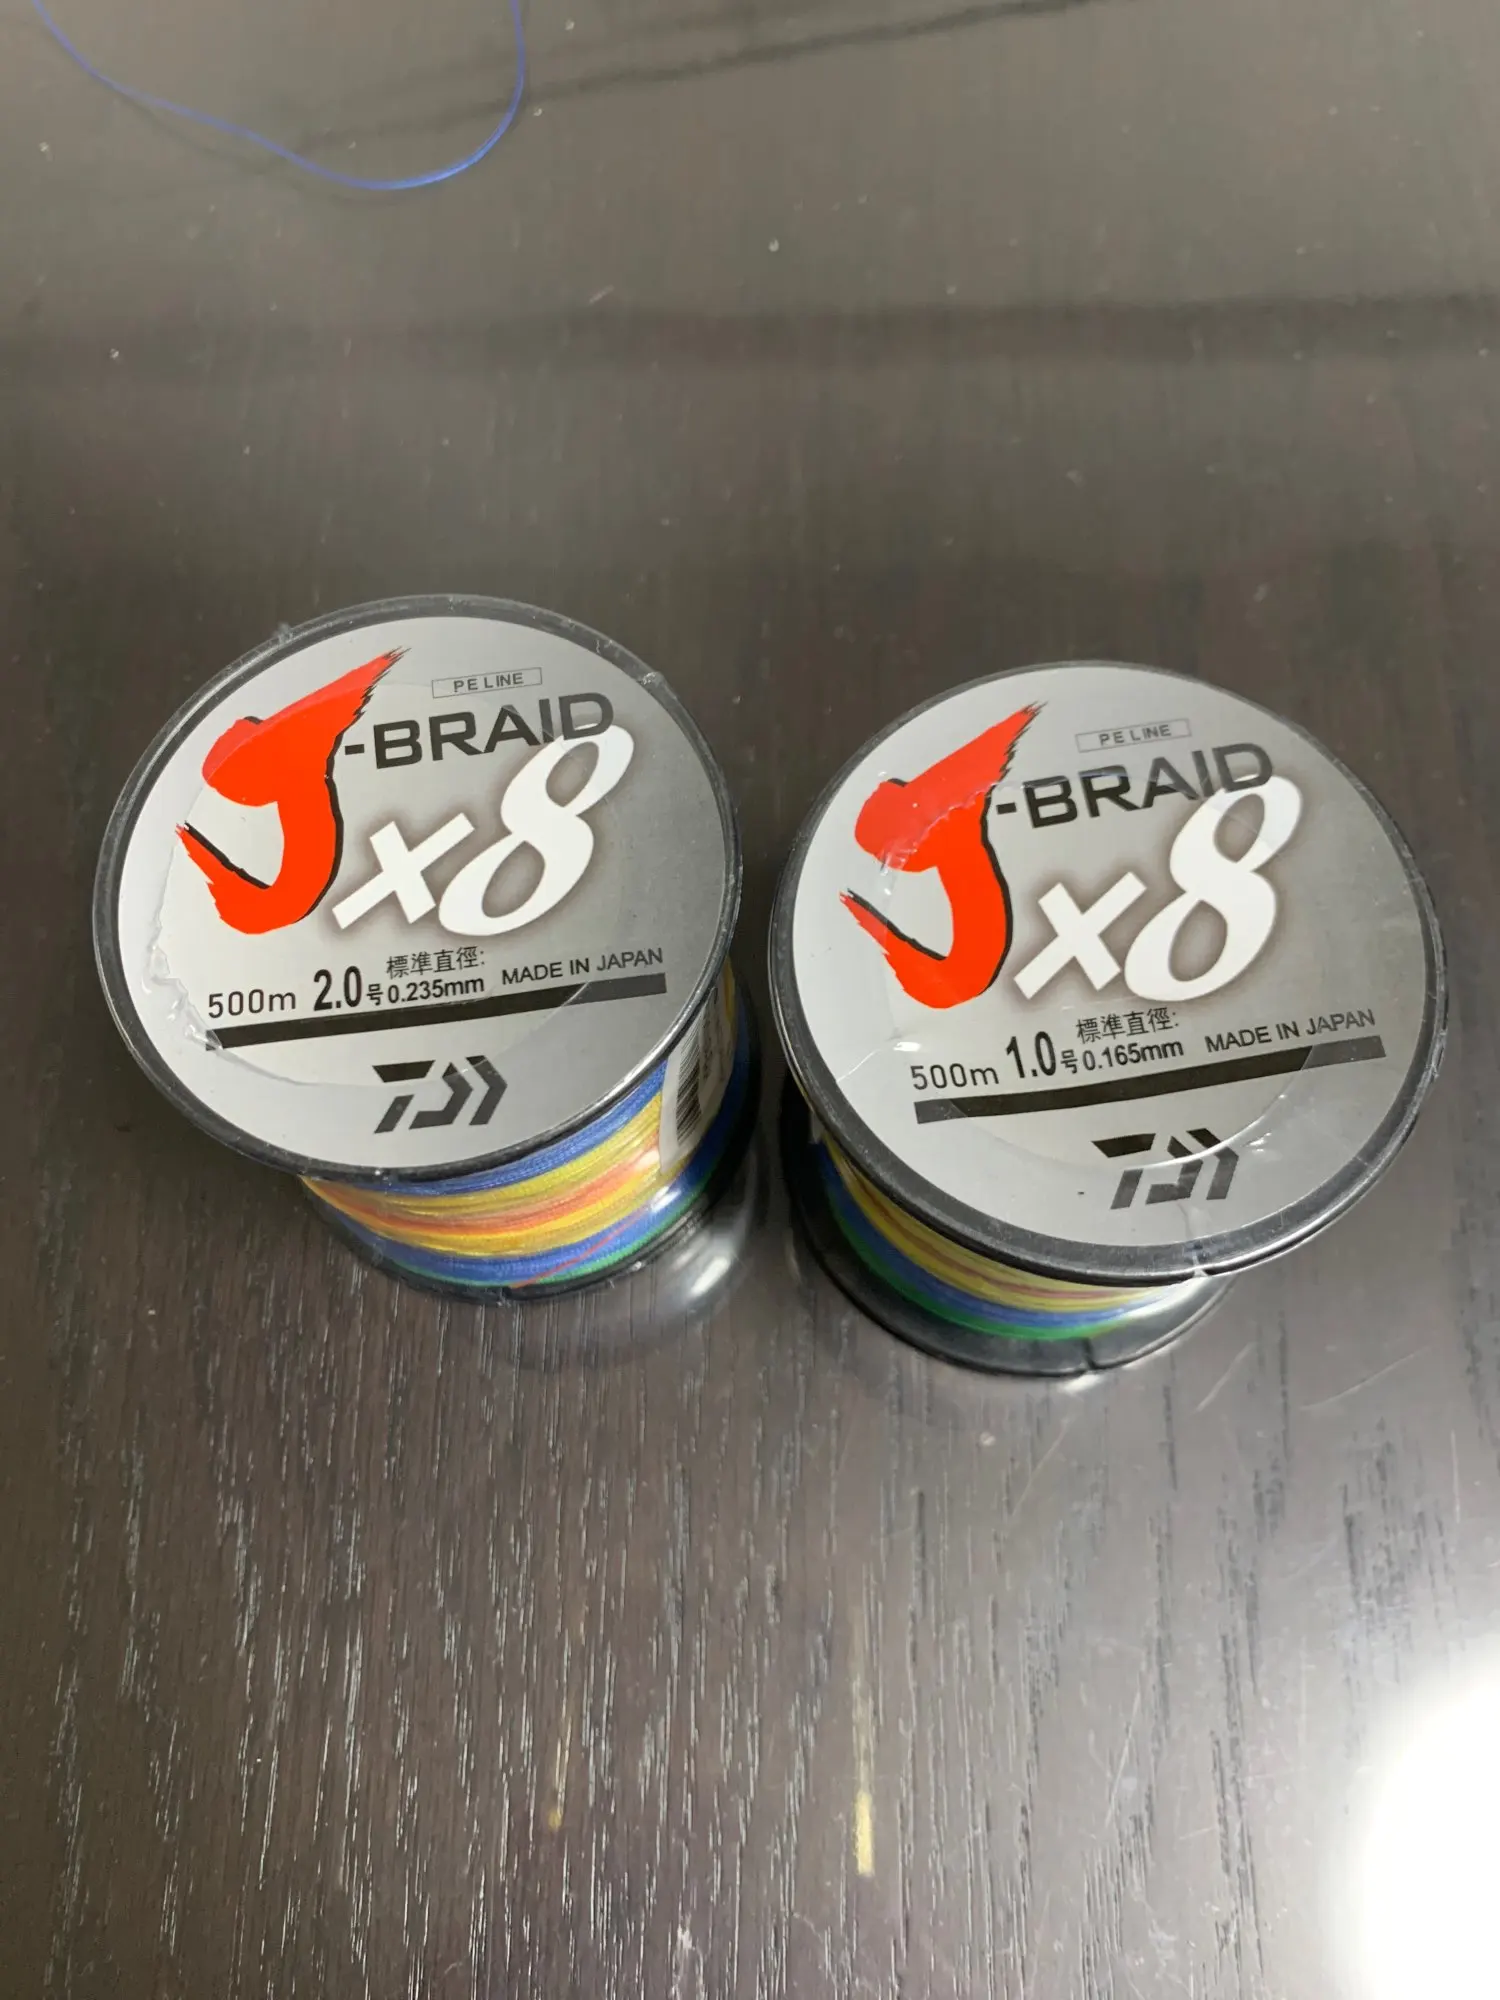 PE LINE
J-BRAID
x8
標準直徑:
500m 2.0号 0.235mm MADE IN JAPAN
PE LINE
J-BRAID
x8
標準直徑:
500m 1.0号 0.165mm MADE IN JAPAN